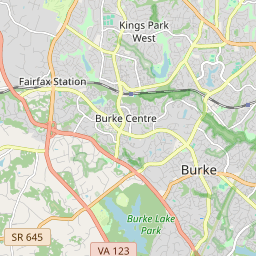 Kings Park
West
Fairfax Station
Burke Centre
Burke
Burke Lake
Park
SR 645
VA 123